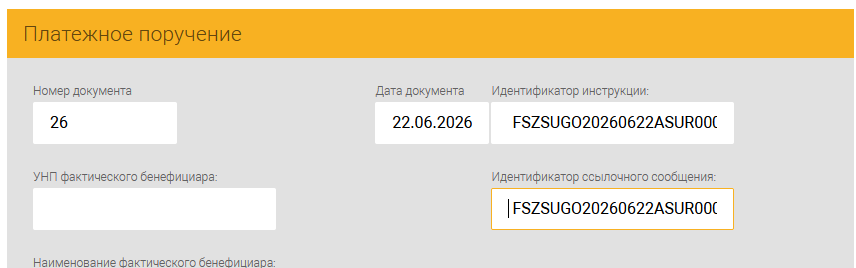 Платежное поручение
Номер документа
Дата документа
Идентификатор инструкции:
26
22.06.2026
FSZSUGO20260622ASUR000
УНП фактического бенефициара:
Идентификатор ссылочного сообщения:
FSZSUGO20260622ASUR000
Наименование фактического бенефициара: